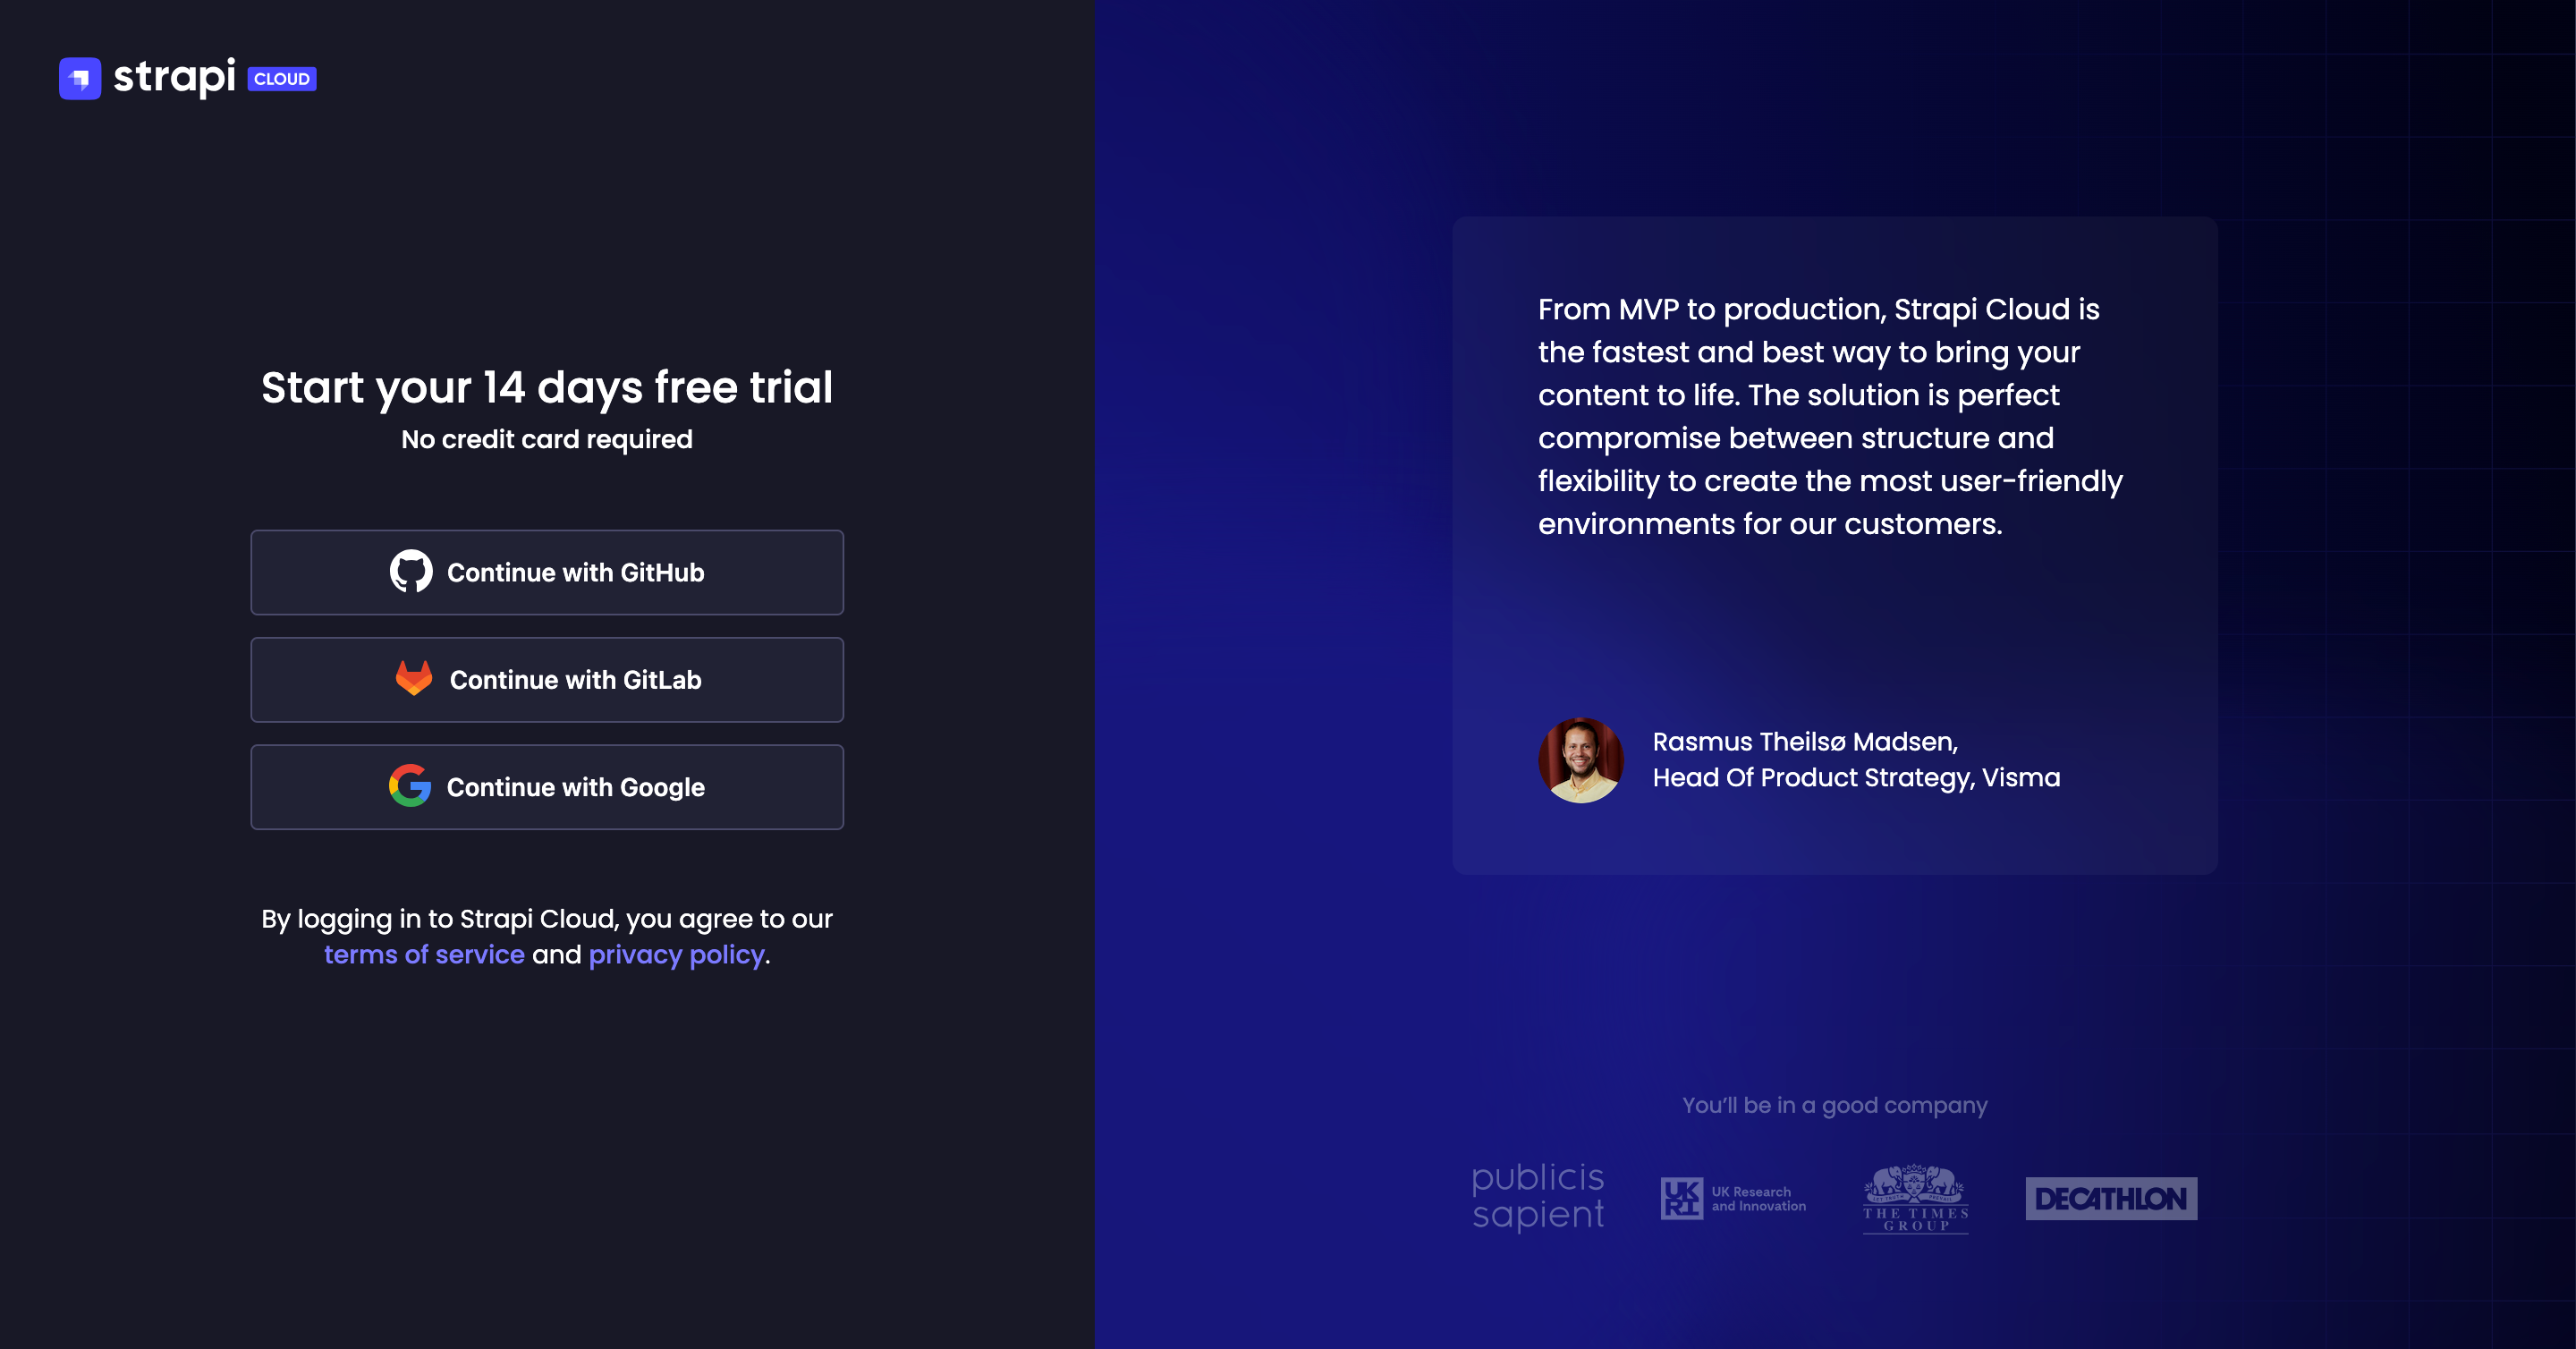 strapi CLOUD
Start your 14 days free trial
No credit card required
Continue with GitHub
Continue with GitLab
Continue with Google
By logging in to Strapi Cloud, you agree to our
terms of service and privacy policy.
From MVP to production, Strapi Cloud is
the fastest and best way to bring your
content to life. The solution is perfect
compromise between structure and
flexibility to create the most user-friendly
environments for our customers.
Rasmus Theilsø Madsen,
Head Of Product Strategy, Visma
You’ll be in a good company
publicis
sapient
UK
RI
UK Research
and Innovation
THE TIMES
GROUP
DECATHLON